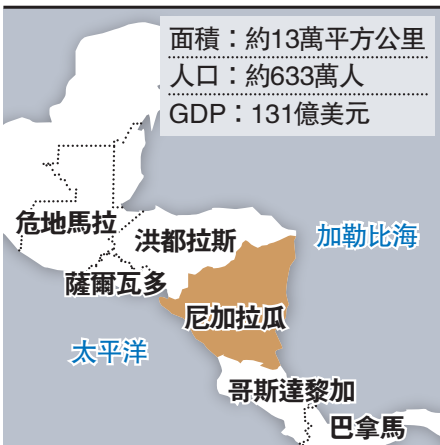 面積：約13萬平方公里
人口：約633萬人
GDP：131億美元
危地馬拉
洪都拉斯
加勒比海
薩爾瓦多
尼加拉瓜
太平洋
哥斯達黎加
巴拿馬